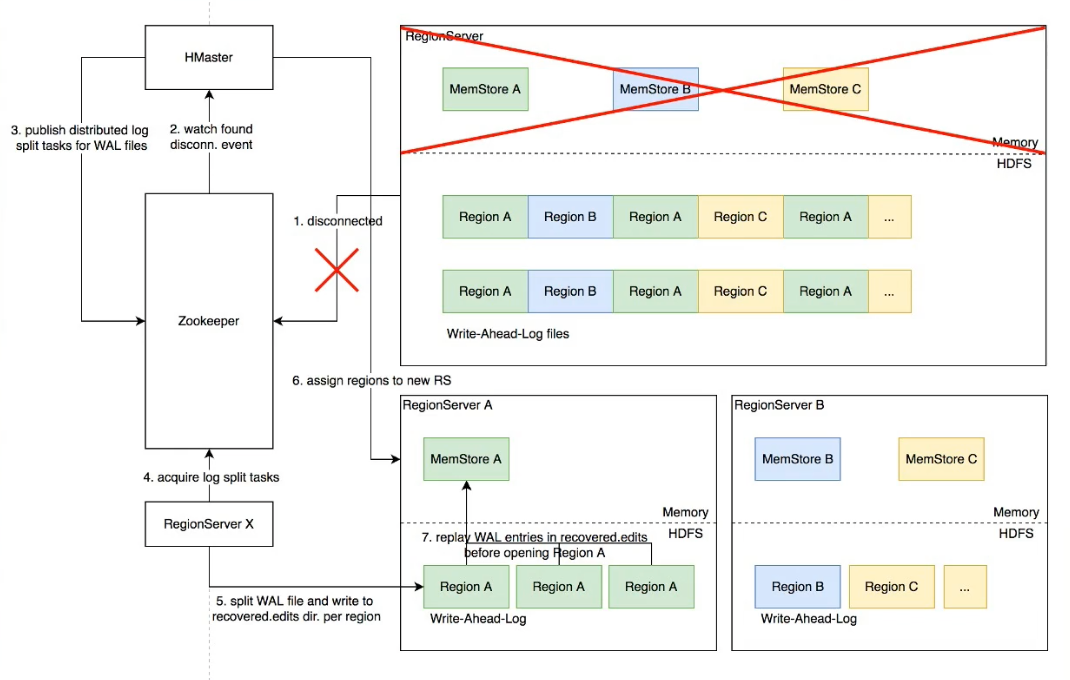 HMaster
3. publish distributed log
split tasks for WAL files
2. watch found
disconn. event
Zookeeper
1. disconnected
4. acquire log split tasks
RegionServer X
5. split WAL file and write to
recovered.edits dir. per region
6. assign regions to new RS
RegionServer
MemStore A
MemStore B
MemStore C
Memory
HDFS
Region A Region B Region A Region C Region A ...
Region A Region B Region A Region C Region A ...
Write-Ahead-Log files
RegionServer A
MemStore A
Memory
HDFS
7. replay WAL entries in recovered.edits
before opening Region A
Region A Region A Region A
Write-Ahead-Log
RegionServer B
MemStore B
MemStore C
Memory
HDFS
Region B Region C ...
Write-Ahead-Log